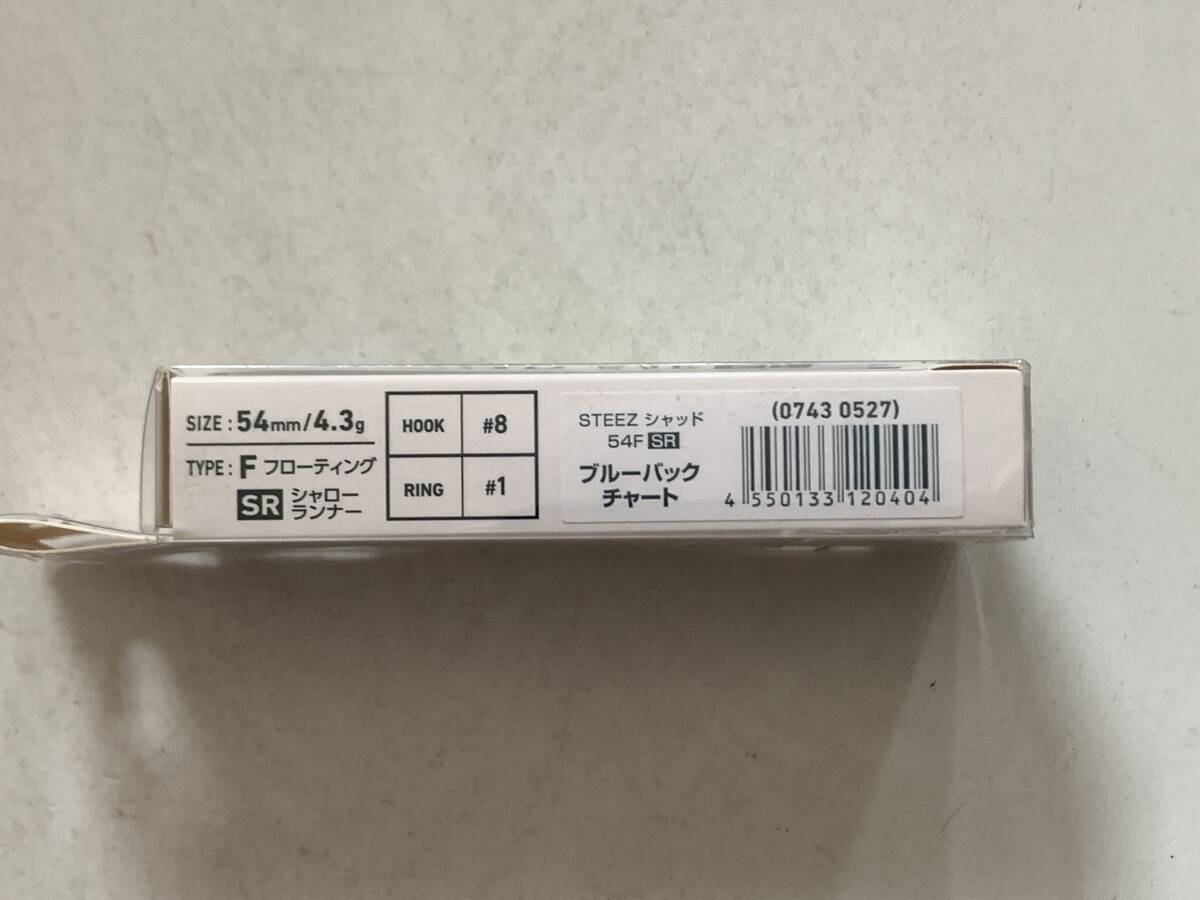 SIZE : 54mm/4.3g
TYPE : F フローティング
SR シャロー
ランナー
HOOK #8
RING #1
STEEZ シャッド
54F SR
ブルーバック
チャート
(0743 0527)
4 550133 120404